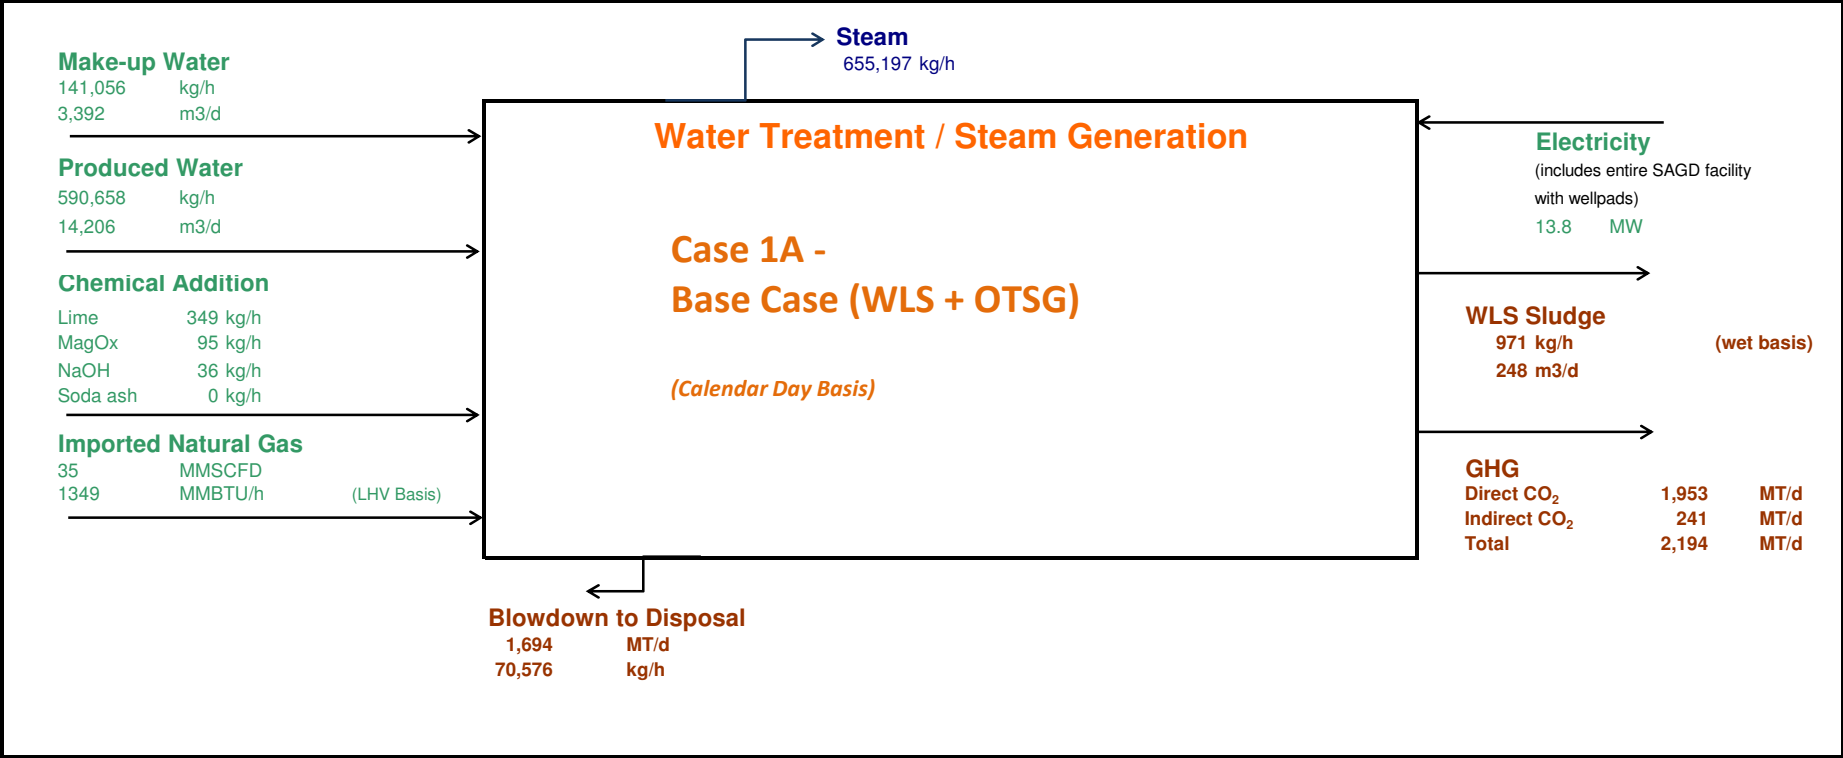 Steam
655,197 kg/h
Make-up Water
141,056 kg/h
3,392 m3/d
Produced Water
590,658 kg/h
14,206 m3/d
Chemical Addition
Lime 349 kg/h
MagOx 95 kg/h
NaOH 36 kg/h
Soda ash 0 kg/h
Imported Natural Gas
35 MMSCFD
1349 MMBTU/h (LHV Basis)
Water Treatment / Steam Generation
Case 1A -
Base Case (WLS + OTSG)
(Calendar Day Basis)
Electricity
(includes entire SAGD facility
with wellpads)
13.8 MW
WLS Sludge
971 kg/h (wet basis)
248 m3/d
GHG
Direct CO₂ 1,953 MT/d
Indirect CO₂ 241 MT/d
Total 2,194 MT/d
Blowdown to Disposal
1,694 MT/d
70,576 kg/h